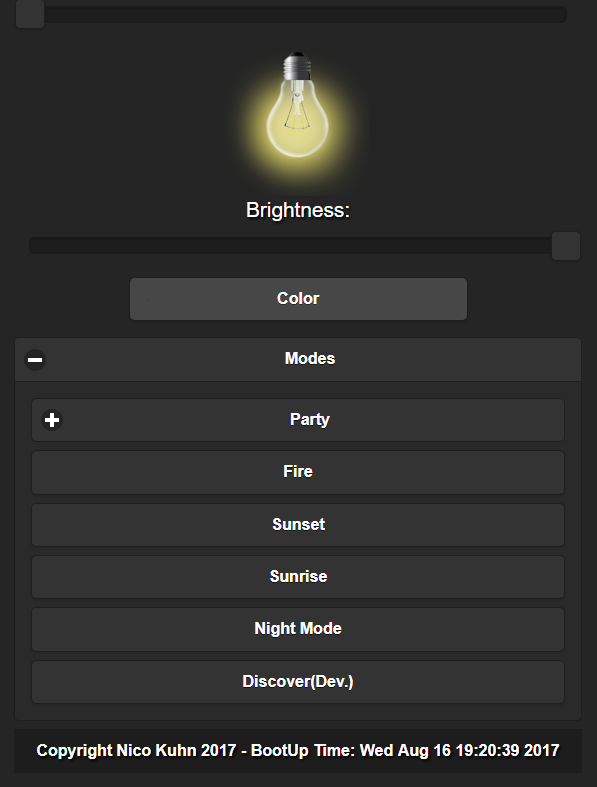 Brightness:
Color
Modes
Party
Fire
Sunset
Sunrise
Night Mode
Discover(Dev.)
Copyright Nico Kuhn 2017 - BootUp Time: Wed Aug 16 19:20:39 2017